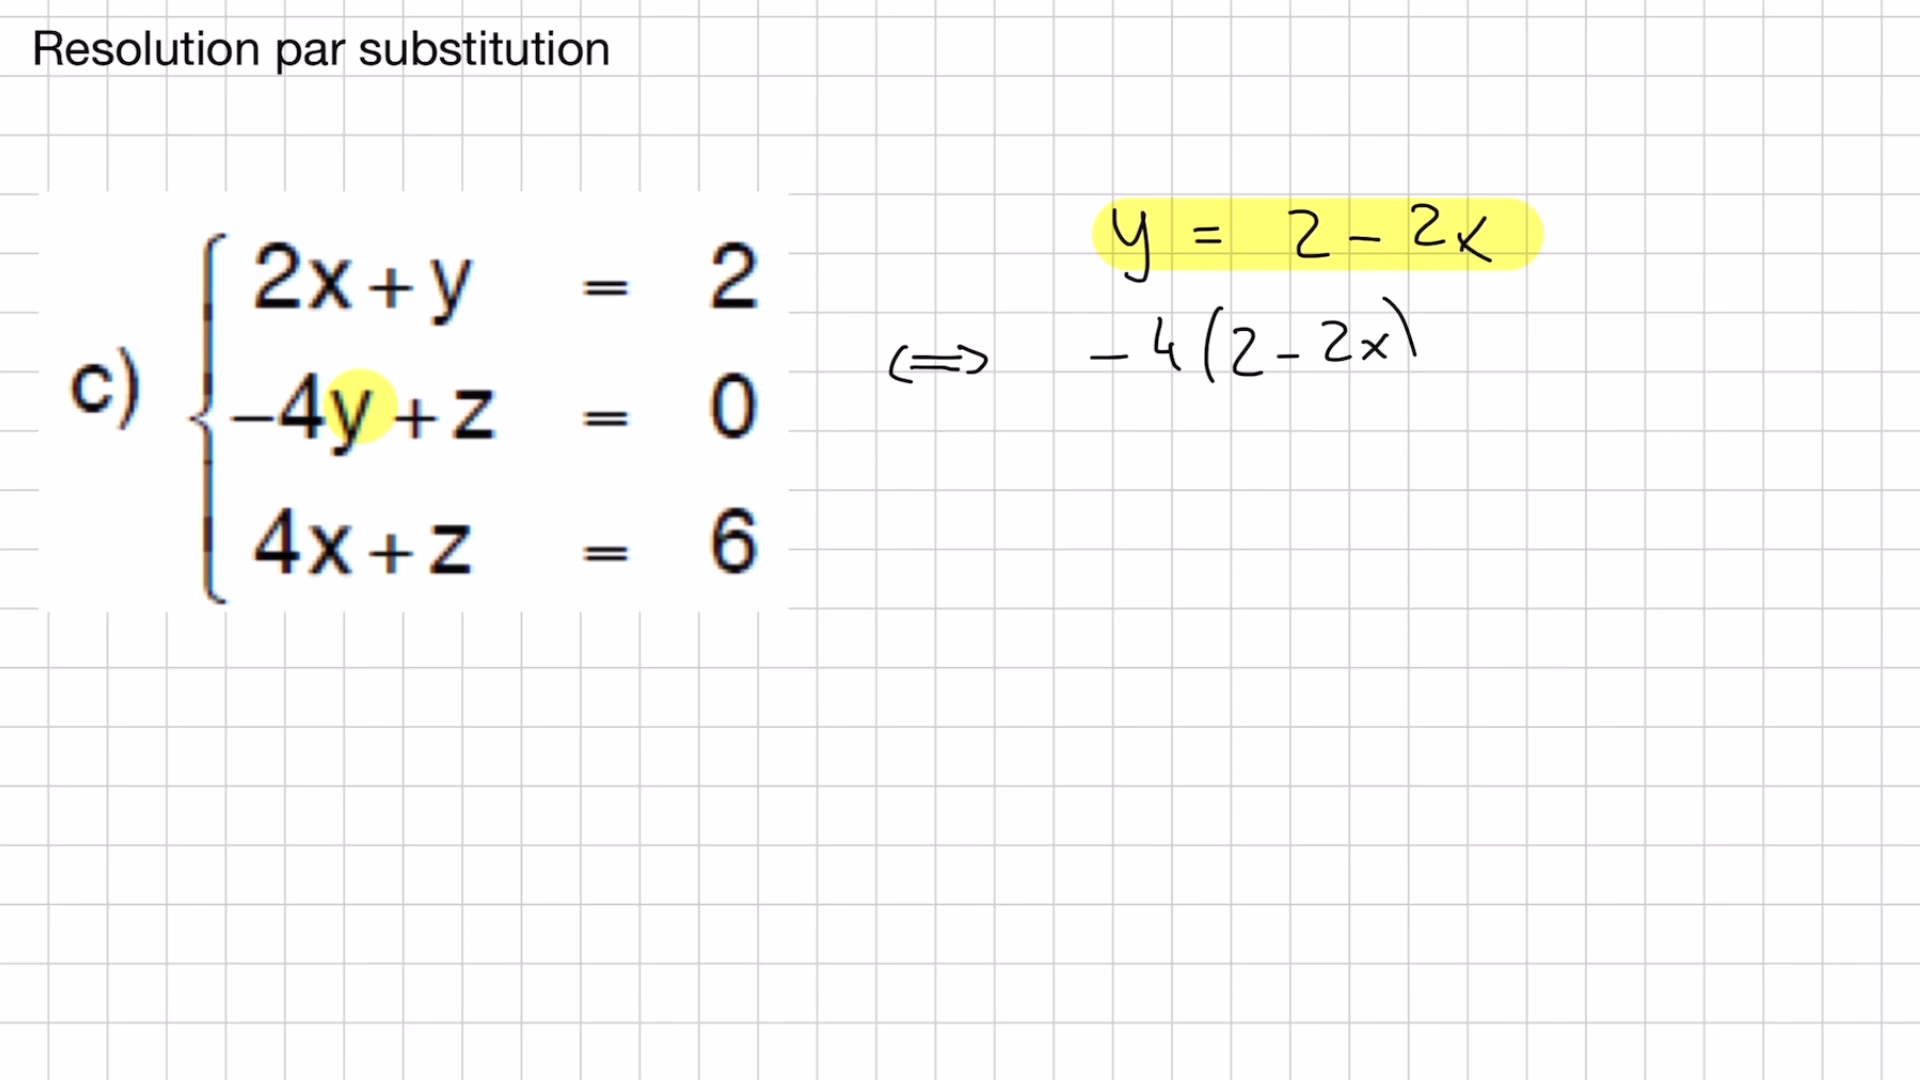 Resolution par substitution
c)
2x+y = 2
-4y+z = 0
4x+z = 6
y = 2 - 2x
⟺ -4(2-2x)